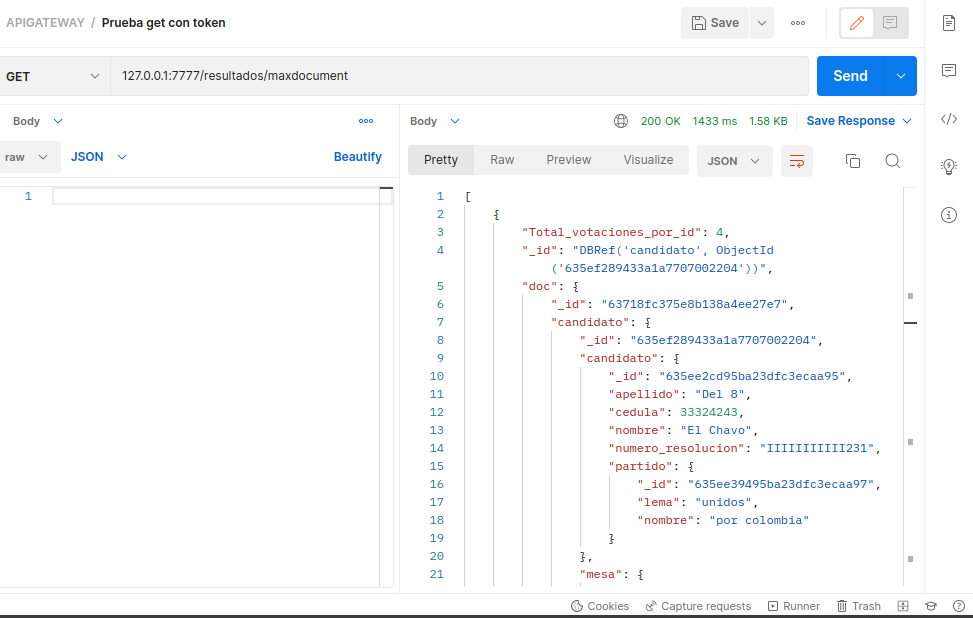 APIGATEWAY / Prueba get con token
Save
GET
127.0.0.1:7777/resultados/maxdocument
Send
Body
Body
200 OK 1433 ms 1.58 KB Save Response
raw
JSON
Beautify
Pretty Raw Preview Visualize JSON
1
1 [
2 {
3 "Total_votaciones_por_id": 4,
4 "_id": "DBRef('candidato', ObjectId
('635ef289433a1a7707002204'))",
5 "doc": {
6 "_id": "63718fc375e8b138a4ee27e7",
7 "candidato": {
8 "_id": "635ef289433a1a7707002204",
9 "candidato": {
10 "_id": "635ee2cd95ba23dfc3ecaa95",
11 "apellido": "Del 8",
12 "cedula": 33324243,
13 "nombre": "El Chavo",
14 "numero_resolucion": "IIIIIIIIIII231",
15 "partido": {
16 "_id": "635ee39495ba23dfc3ecaa97",
17 "lema": "unidos",
18 "nombre": "por colombia"
19 }
20 },
21 "mesa": {
Cookies Capture requests Runner Trash